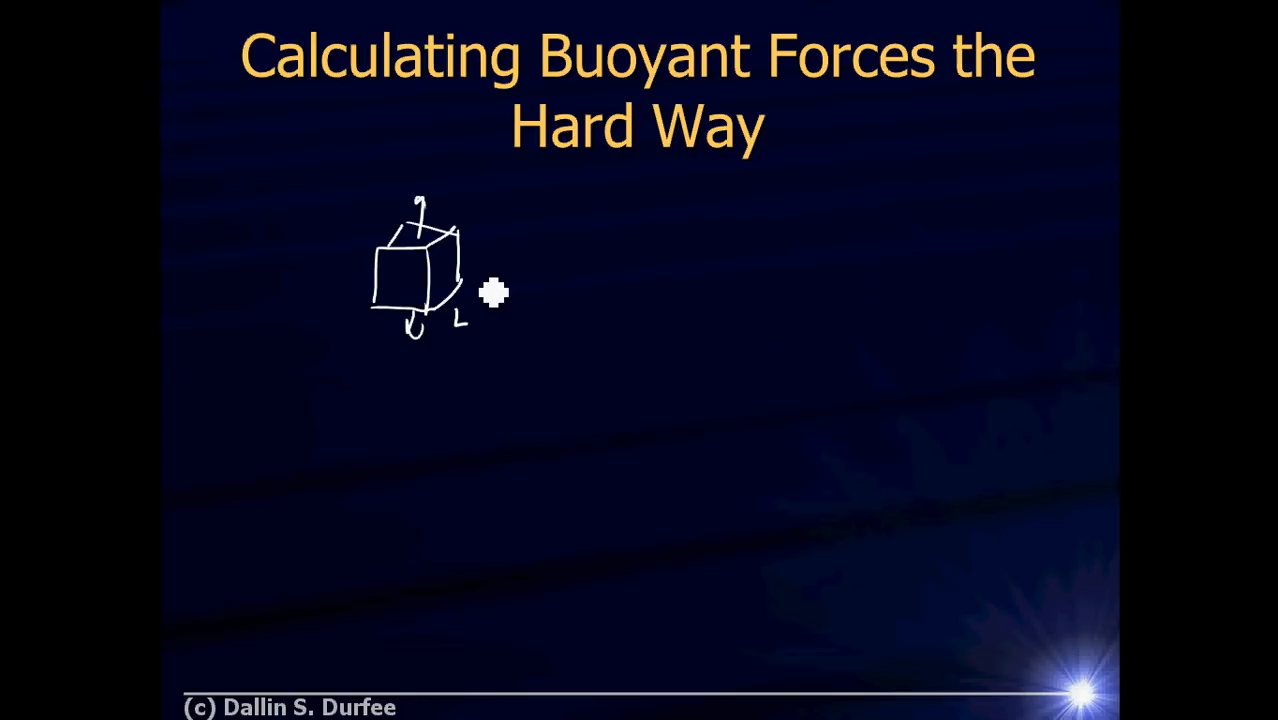 Calculating Buoyant Forces the
Hard Way
L
(c) Dallin S. Durfee